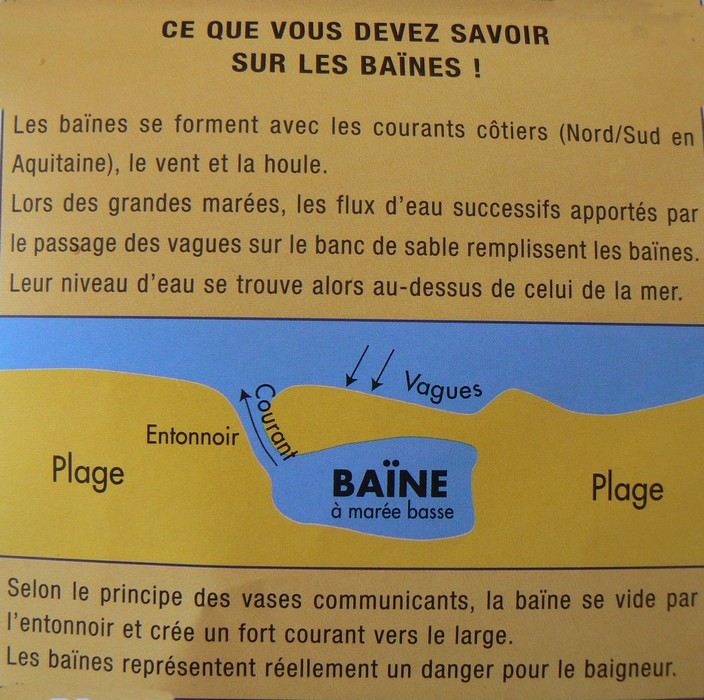 CE QUE VOUS DEVEZ SAVOIR
SUR LES BAÏNES !
Les baïnes se forment avec les courants côtiers (Nord/Sud en
Aquitaine), le vent et la houle.
Lors des grandes marées, les flux d'eau successifs apportés par
le passage des vagues sur le banc de sable remplissent les baïnes.
Leur niveau d'eau se trouve alors au-dessus de celui de la mer.
Vagues
Courant
Entonnoir
Plage
BAÏNE
à marée basse
Plage
Selon le principe des vases communicants, la baïne se vide par
l'entonnoir et crée un fort courant vers le large.
Les baïnes représentent réellement un danger pour le baigneur.